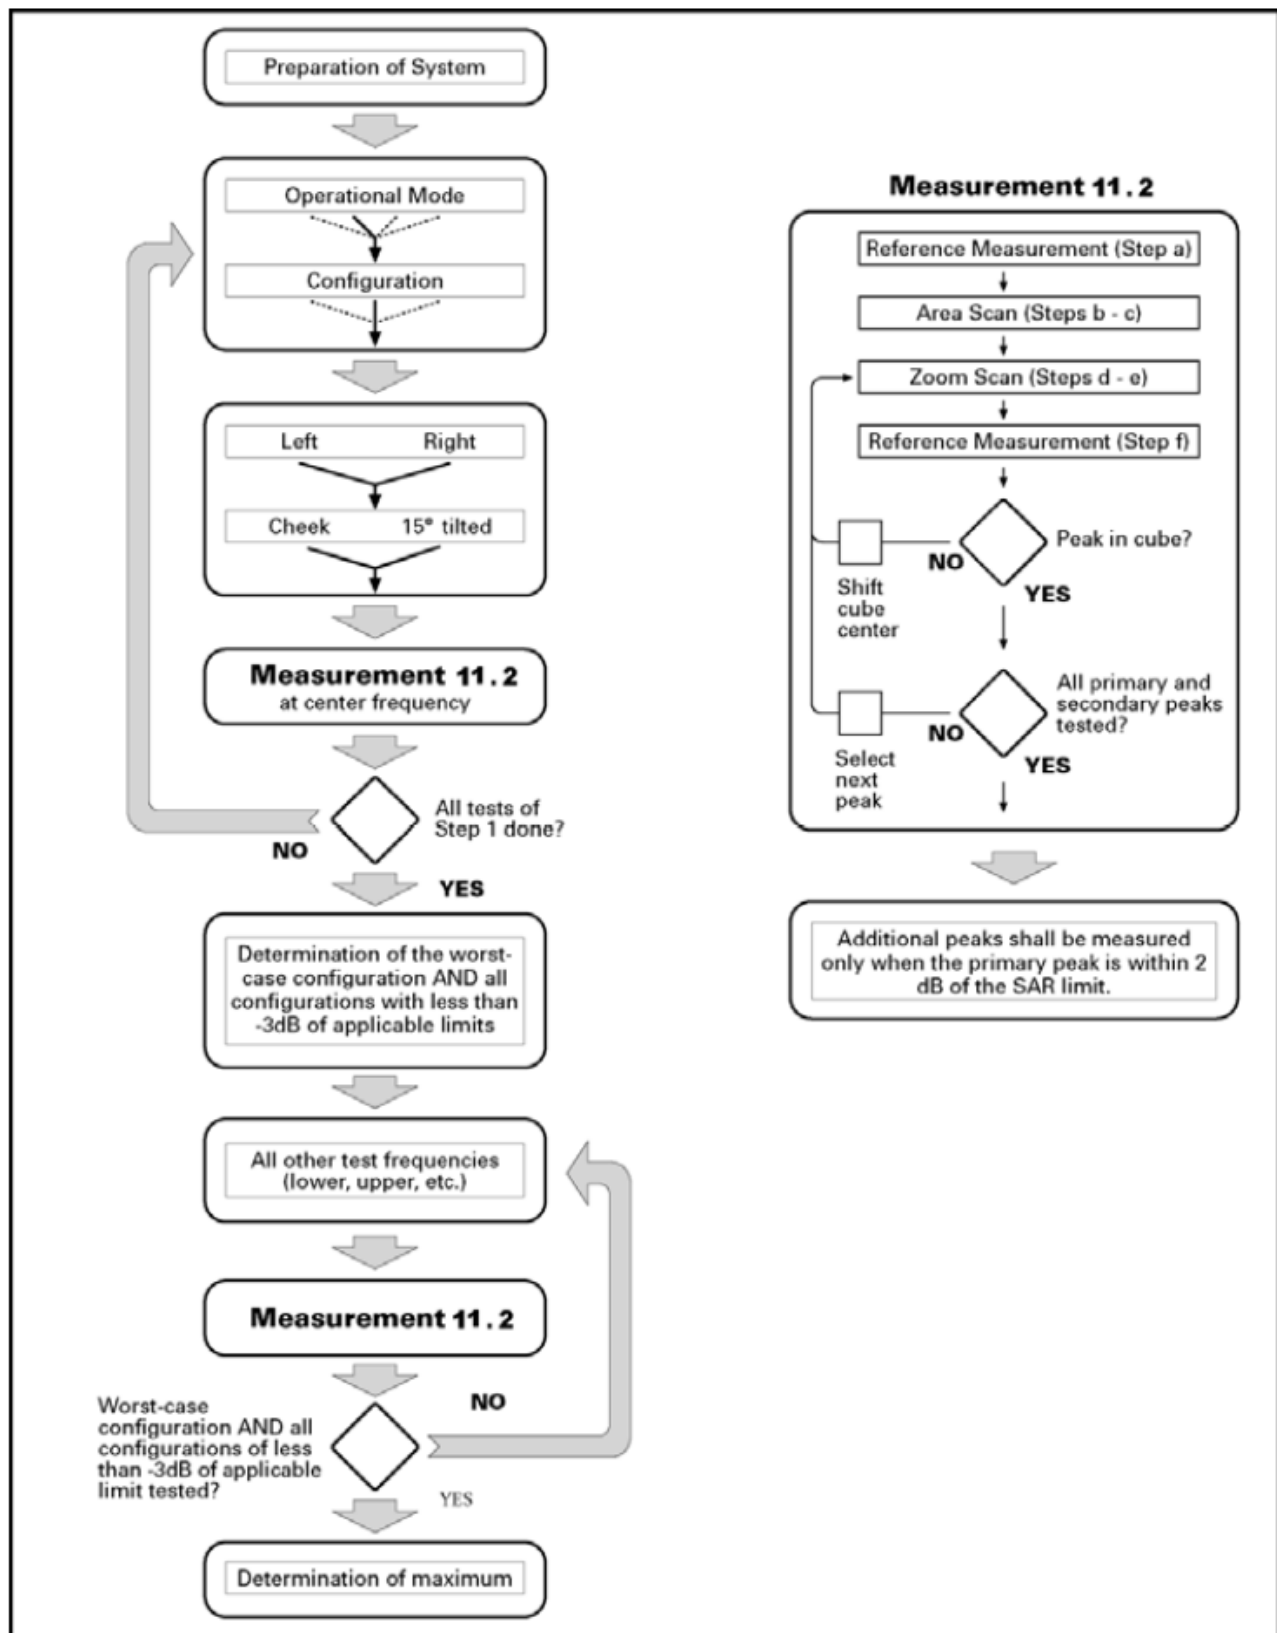 Preparation of System
Operational Mode
Configuration
Left Right
Cheek 15° tilted
Measurement 11.2
at center frequency
All tests of
Step 1 done?
NO
YES
Determination of the worst-
case configuration AND all
configurations with less than
-3dB of applicable limits
All other test frequencies
(lower, upper, etc.)
Measurement 11.2
Worst-case
configuration AND all
configurations of less
than -3dB of applicable
limit tested?
NO
YES
Determination of maximum
Measurement 11.2
Reference Measurement (Step a)
Area Scan (Steps b - c)
Zoom Scan (Steps d - e)
Reference Measurement (Step f)
Peak in cube?
NO
Shift
cube
center
YES
All primary and
secondary peaks
tested?
NO
Select
next
peak
YES
Additional peaks shall be measured
only when the primary peak is within 2
dB of the SAR limit.